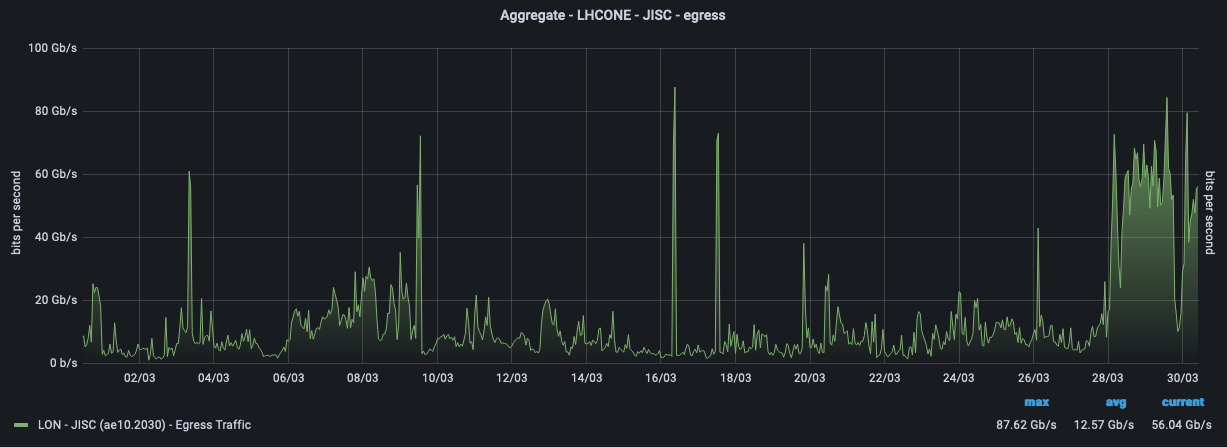 Aggregate - LHCONE - JISC - egress
100 Gb/s
80 Gb/s
60 Gb/s
40 Gb/s
20 Gb/s
0 b/s
bits per second
bits per second
02/03 04/03 06/03 08/03 10/03 12/03 14/03 16/03 18/03 20/03 22/03 24/03 26/03 28/03 30/03
max avg current
LON - JISC (ae10.2030) - Egress Traffic 87.62 Gb/s 12.57 Gb/s 56.04 Gb/s